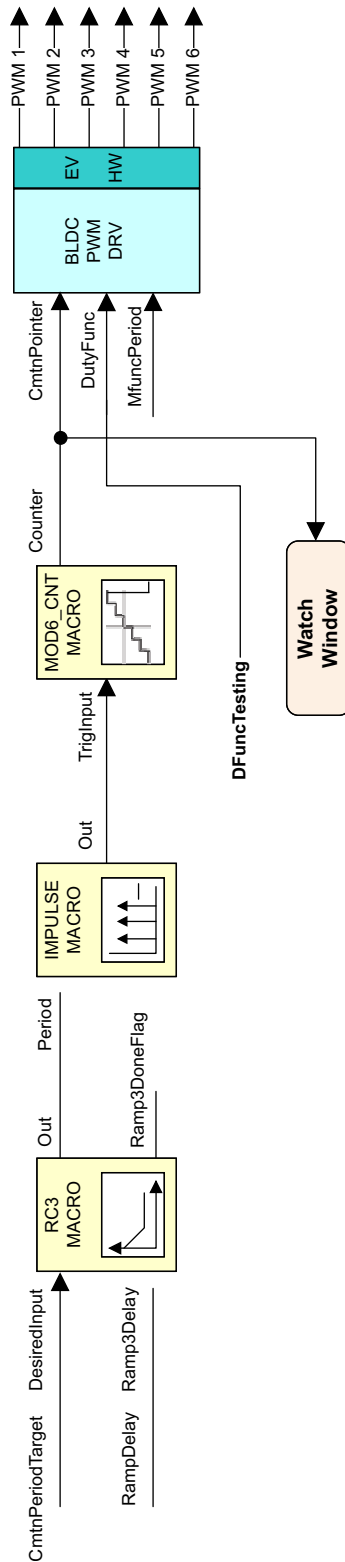 CmtnPeriodTarget
DesiredInput
RampDelay
Ramp3Delay
RC3
MACRO
Out
Period
Ramp3DoneFlag
IMPULSE
MACRO
Out
TrigInput
MOD6_CNT
MACRO
Counter
CmtnPointer
DutyFunc
MfuncPeriod
DFuncTesting
Watch
Window
BLDC
PWM
DRV
EV
HW
PWM 1
PWM 2
PWM 3
PWM 4
PWM 5
PWM 6